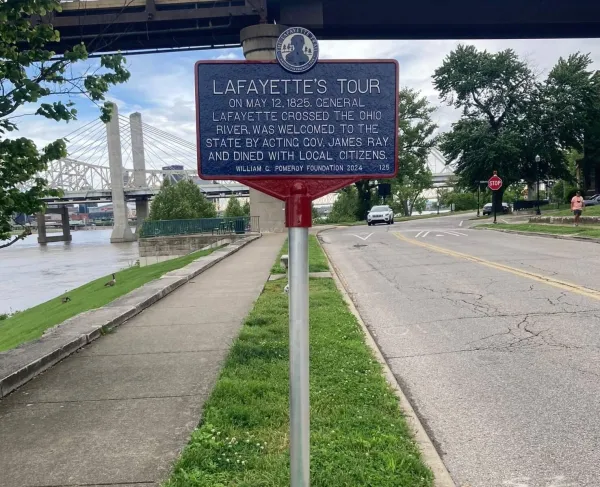 LAFAYETTE'S TOUR
ON MAY 12, 1825, GENERAL
LAFAYETTE CROSSED THE OHIO
RIVER, WAS WELCOMED TO THE
STATE BY ACTING GOV. JAMES RAY
AND DINED WITH LOCAL CITIZENS.
WILLIAM G. POMEROY FOUNDATION 2024 125
STOP